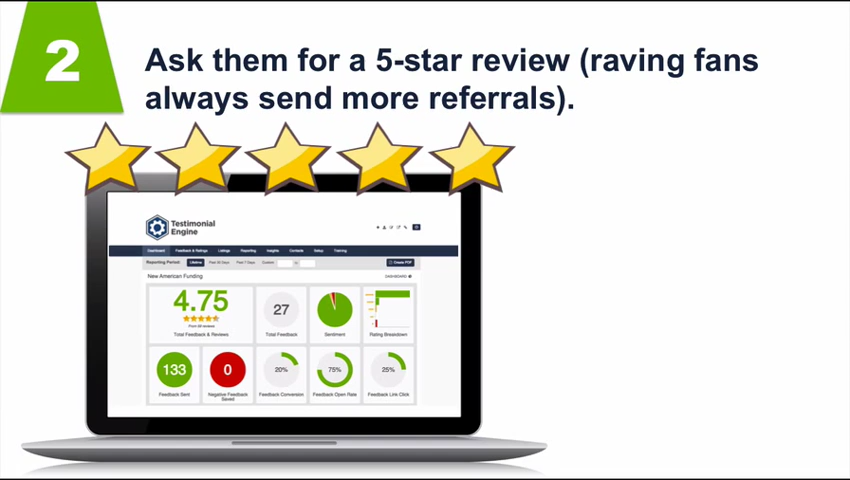 2
Ask them for a 5-star review (raving fans
always send more referrals).
Testimonial
Engine
Dashboard Feedback & Ratings Listings Reporting Insights Contacts Setup Training
Reporting Period: Lifetime Past 30 Days Past 7 Days Custom to Create PDF
New American Funding DASHBOARD
4.75
Total Feedback & Reviews
27
Total Feedback
Sentiment
Rating Breakdown
133
Feedback Sent
0
Negative Feedback
Saved
20%
Feedback Conversion
75%
Feedback Open Rate
25%
Feedback Link Click